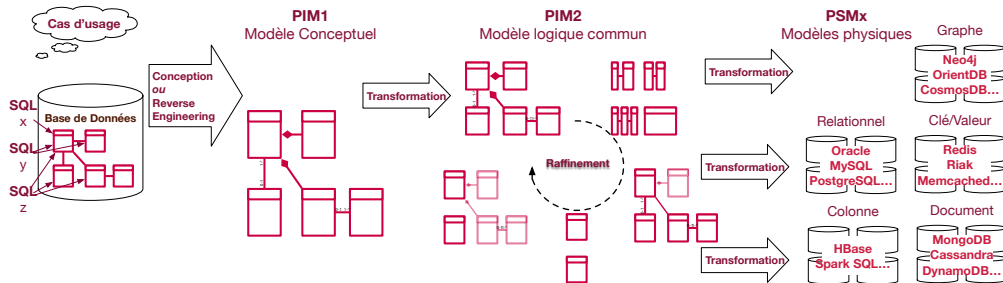 Cas d'usage
SQL
x
SQL
y
SQL
z
Base de Données
Conception
ou
Reverse
Engineering
PIM1
Modèle Conceptuel
Transformation
PIM2
Modèle logique commun
Raffinement
Transformation
Transformation
Transformation
PSMx
Modèles physiques
Graphe
Neo4j
OrientDB
CosmosDB...
Relationnel
Oracle
MySQL
PostgreSQL...
Clé/Valeur
Redis
Riak
Memcached...
Colonne
HBase
Spark SQL...
Document
MongoDB
Cassandra
DynamoDB...